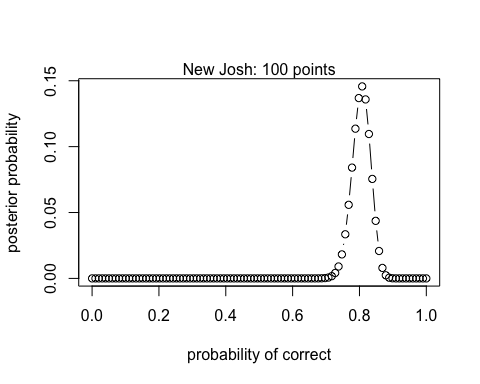 New Josh: 100 points
posterior probability
0.15
0.10
0.05
0.00
0.0 0.2 0.4 0.6 0.8 1.0
probability of correct